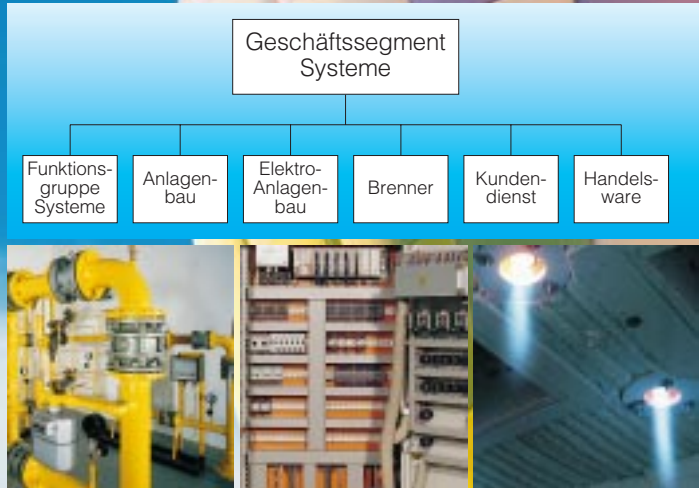 Geschäftssegment
Systeme
Funktions-
gruppe
Systeme
Anlagen-
bau
Elektro-
Anlagen-
bau
Brenner
Kunden-
dienst
Handels-
ware